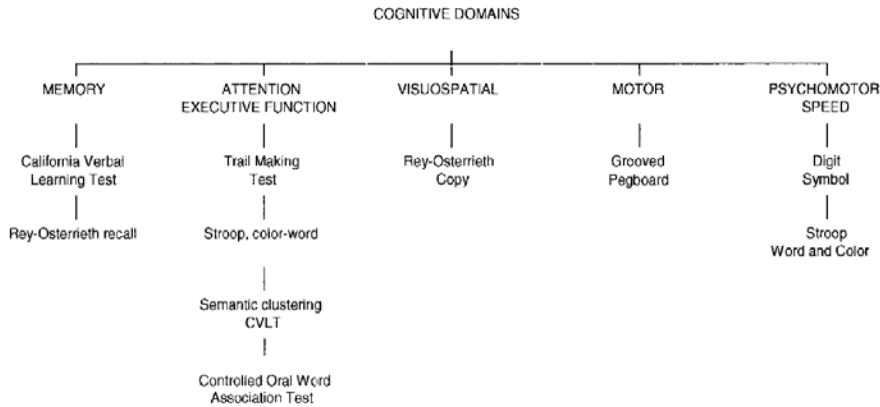 COGNITIVE DOMAINS
MEMORY
ATTENTION
EXECUTIVE FUNCTION
VISUOSPATIAL
MOTOR
PSYCHOMOTOR
SPEED
California Verbal
Learning Test
Trail Making
Test
Rey-Osterrieth
Copy
Grooved
Pegboard
Digit
Symbol
Rey-Osterrieth recall
Stroop, color-word
Stroop
Word and Color
Semantic clustering
CVLT
Controlled Oral Word
Association Test